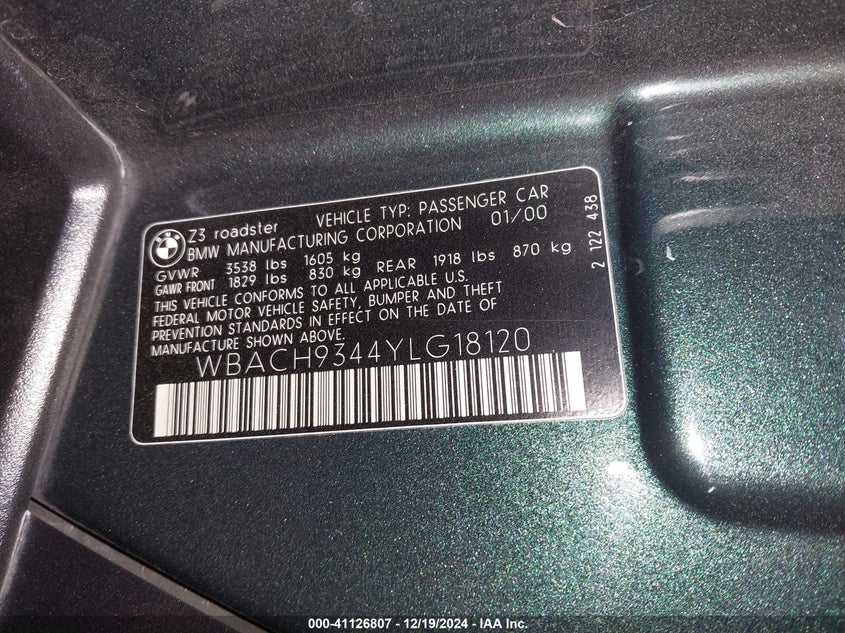 Z3 roadster VEHICLE TYP: PASSENGER CAR
BMW MANUFACTURING CORPORATION 01/00
GVWR 3538 lbs 1605 kg
GAWR FRONT 1829 lbs 830 kg REAR 1918 lbs 870 kg
THIS VEHICLE CONFORMS TO ALL APPLICABLE U.S.
FEDERAL MOTOR VEHICLE SAFETY, BUMPER AND THEFT
PREVENTION STANDARDS IN EFFECT ON THE DATE OF
MANUFACTURE SHOWN ABOVE.
WBACH9344YLG18120
2 122 438
000-41126807 - 12/19/2024 - IAA Inc.